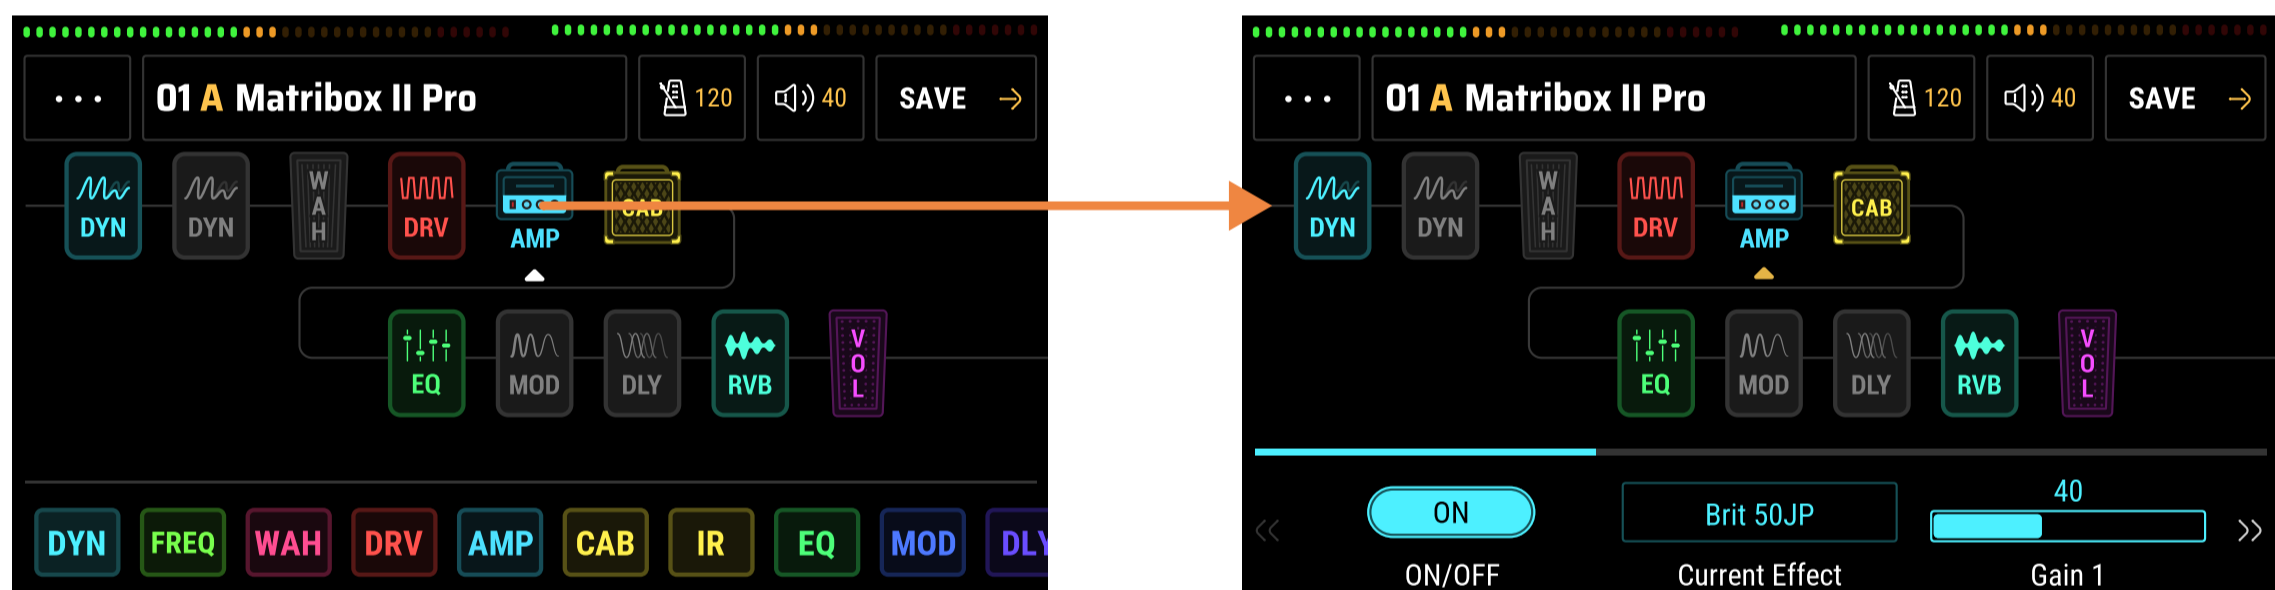 ... 01 A Matribox II Pro 120 40 SAVE →
DYN DYN WAH DRV AMP CAB
EQ MOD DLY RVB VOL
DYN FREQ WAH DRV AMP CAB IR EQ MOD DLY
... 01 A Matribox II Pro 120 40 SAVE →
DYN DYN WAH DRV AMP CAB
EQ MOD DLY RVB VOL
40
<< ON Brit 50JP >>
ON/OFF Current Effect Gain 1